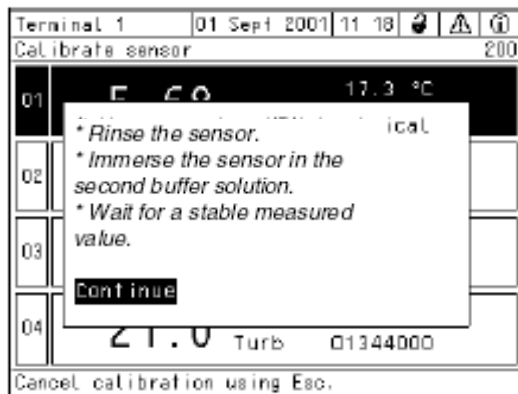 Terminal 1 01 Sept 2001 11 18
Calibrate sensor 200
01 17.3 °C
ical
* Rinse the sensor.
* Immerse the sensor in the
second buffer solution.
* Wait for a stable measured
value.
02
03
Continue
04 21.0 Turb 01344000
Cancel calibration using Esc.